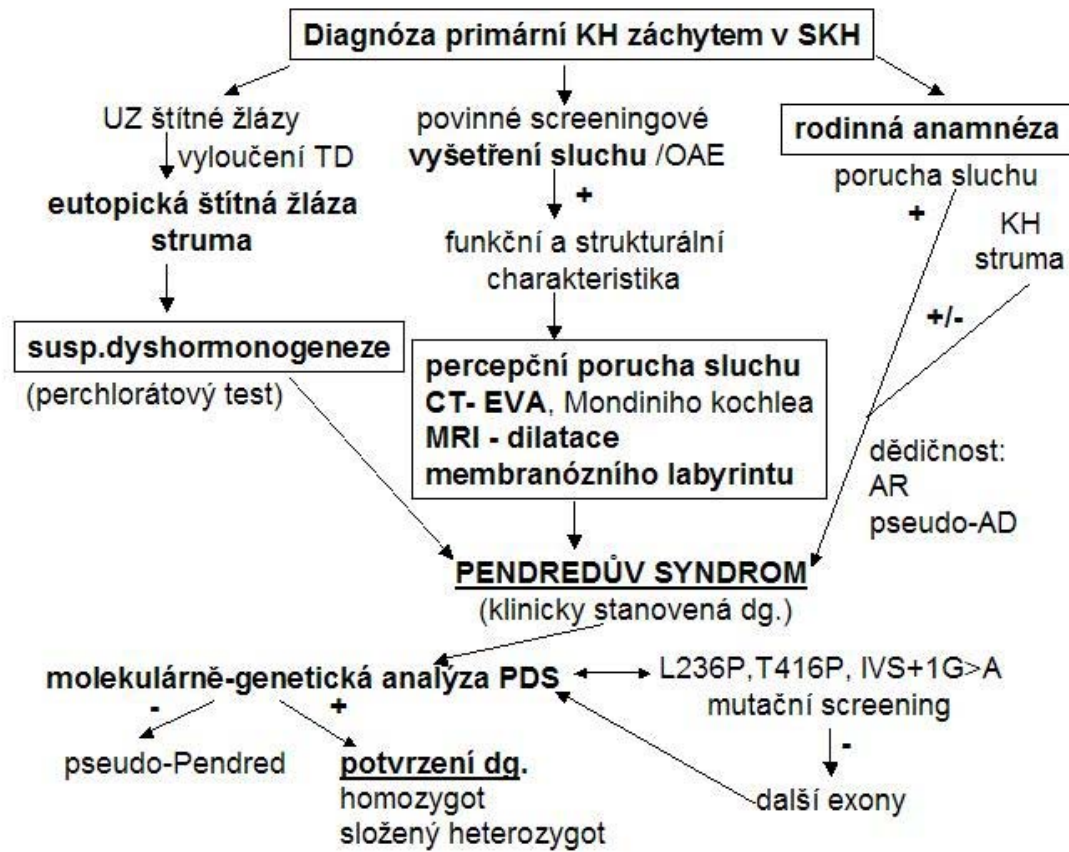 Diagnóza primární KH záchytem v SKH
UZ štítné žlázy
vyloučení TD
eutopická štítná žláza
struma
susp.dyshormonogeneze
(perchlorátový test)
povinné screeningové
vyšetření sluchu /OAE
+
funkční a strukturální
charakteristika
percepční porucha sluchu
CT- EVA, Mondiniho kochlea
MRI - dilatace
membranózního labyrintu
rodinná anamnéza
porucha sluchu
+
KH
struma
+/-
dědičnost:
AR
pseudo-AD
PENDREDŮV SYNDROM
(klinicky stanovená dg.)
molekulárně-genetická analýza PDS
L236P,T416P, IVS+1G>A
mutační screening
-
další exony
-
+
pseudo-Pendred
potvrzení dg.
homozygot
složený heterozygot